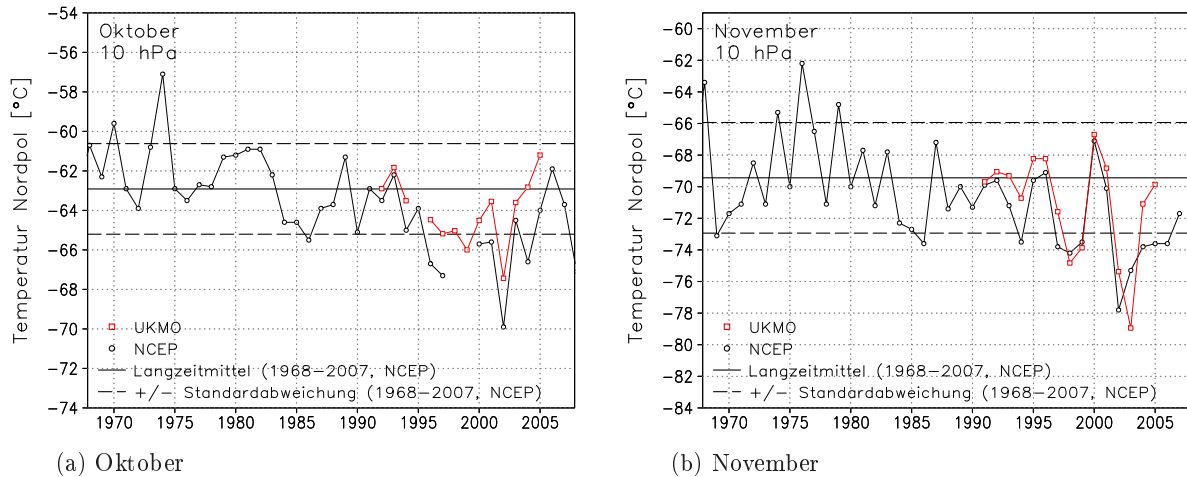 Oktober
10 hPa
Temperatur Nordpol [°C]
−54
−56
−58
−60
−62
−64
−66
−68
−70
−72
−74
UKMO
NCEP
Langzeitmittel (1968−2007, NCEP)
+/− Standardabweichung (1968−2007, NCEP)
1970 1975 1980 1985 1990 1995 2000 2005
(a) Oktober
November
10 hPa
Temperatur Nordpol [°C]
−60
−62
−64
−66
−68
−70
−72
−74
−76
−78
−80
−82
−84
UKMO
NCEP
Langzeitmittel (1968−2007, NCEP)
+/− Standardabweichung (1968−2007, NCEP)
1970 1975 1980 1985 1990 1995 2000 2005
(b) November